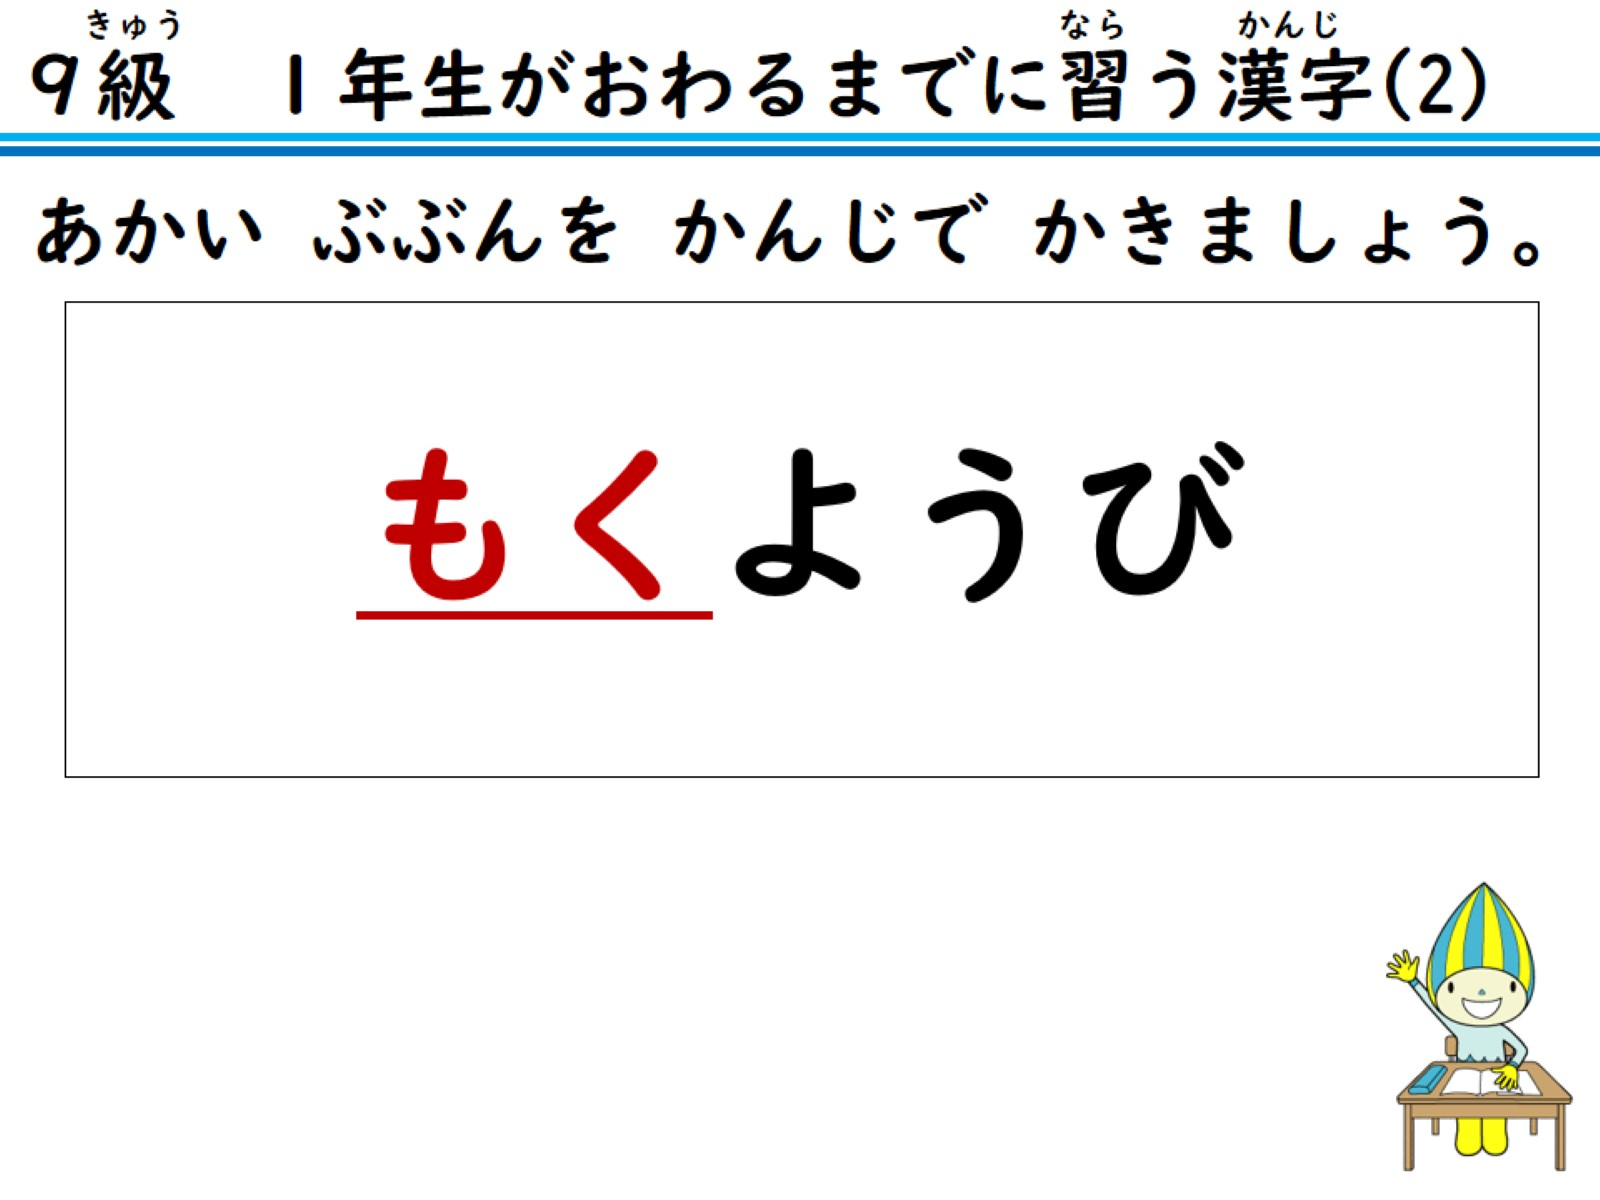 きゅう なら かんじ
9級 1年生がおわるまでに習う漢字(2)
あかい ぶぶんを かんじで かきましょう。
もくようび